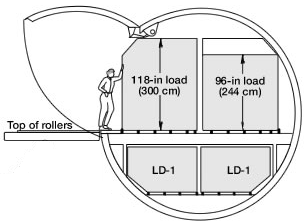 118-in load
(300 cm)
96-in load
(244 cm)
Top of rollers
LD-1
LD-1